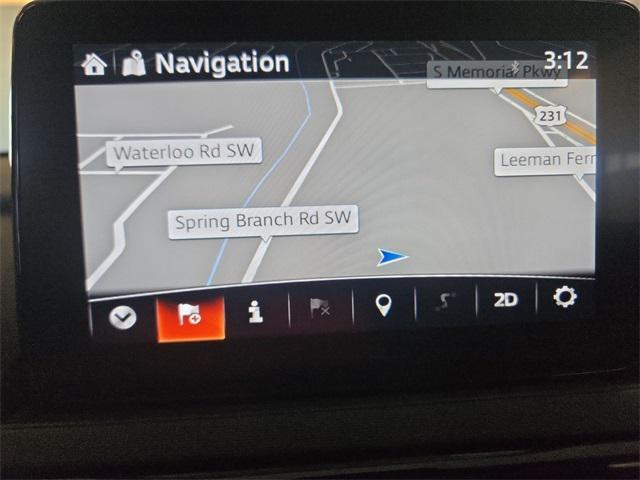 Navigation
3:12
S Memorial Pkwy
231
Waterloo Rd SW
Leeman Ferr
Spring Branch Rd SW
2D